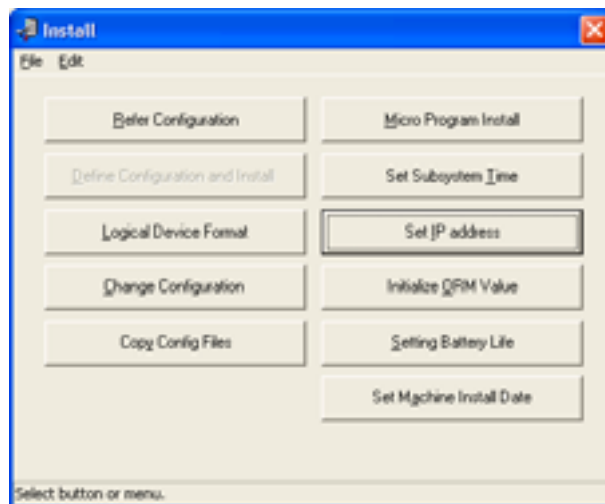 Install
File Edit
Refer Configuration
Micro Program Install
Define Configuration and Install
Set Subsystem Time
Logical Device Format
Set IP address
Change Configuration
Initialize ORM Value
Copy Config Files
Setting Battery Life
Set Machine Install Date
Select button or menu.